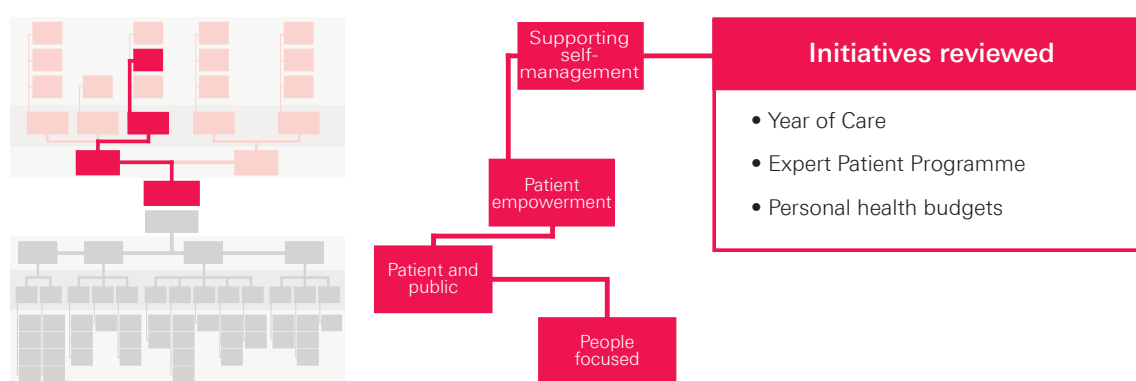 Supporting
self-
management
Initiatives reviewed
• Year of Care
• Expert Patient Programme
• Personal health budgets
Patient
empowerment
Patient and
public
People
focused